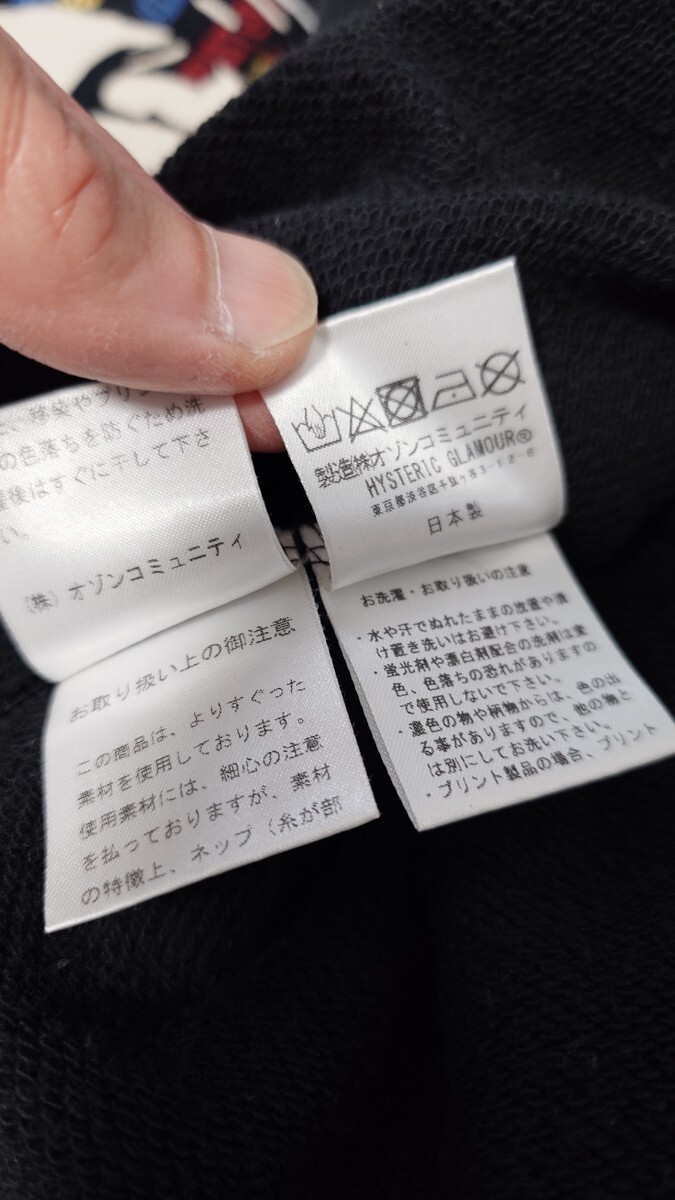 の色落ちを防ぐため洗
濯後はすぐに干して下さ
い。
(株) オゾンコミュニティ
お取り扱い上の御注意
この商品は、よりすぐった
素材を使用しております。
使用素材には、細心の注意
を払っておりますが、素材
の特徴上、ネップ(糸が部
製造㈱オゾンコミュニティ
HYSTERIC GLAMOUR®
東京都渋谷区千駄ヶ谷3-12-6
日本製
お洗濯・お取り扱いの注意
・水や汗でぬれたままの放置や漬
け置き洗いはお避け下さい。
・蛍光剤や漂白剤配合の洗剤は変
色、色落ちの恐れがありますの
で使用しないで下さい。
・濃色の物や柄物からは、色の出
る事がありますので、他の物と
は別にしてお洗い下さい。
・プリント製品の場合、プリント